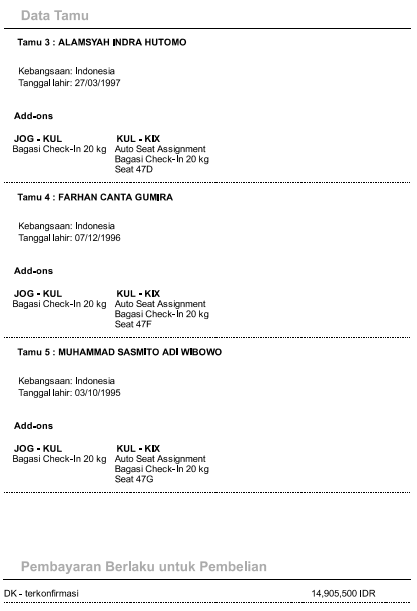 Data Tamu
Tamu 3 : ALAMSYAH INDRA HUTOMO
Kebangsaan: Indonesia
Tanggal lahir: 27/03/1997
Add-ons
JOG - KUL KUL - KIX
Bagasi Check-In 20 kg Auto Seat Assignment
Bagasi Check-In 20 kg
Seat 47D
Tamu 4 : FARHAN CANTA GUMIRA
Kebangsaan: Indonesia
Tanggal lahir: 07/12/1996
Add-ons
JOG - KUL KUL - KIX
Bagasi Check-In 20 kg Auto Seat Assignment
Bagasi Check-In 20 kg
Seat 47F
Tamu 5 : MUHAMMAD SASMITO ADI WIBOWO
Kebangsaan: Indonesia
Tanggal lahir: 03/10/1995
Add-ons
JOG - KUL KUL - KIX
Bagasi Check-In 20 kg Auto Seat Assignment
Bagasi Check-In 20 kg
Seat 47G
Pembayaran Berlaku untuk Pembelian
DK - terkonfirmasi 14,905,500 IDR